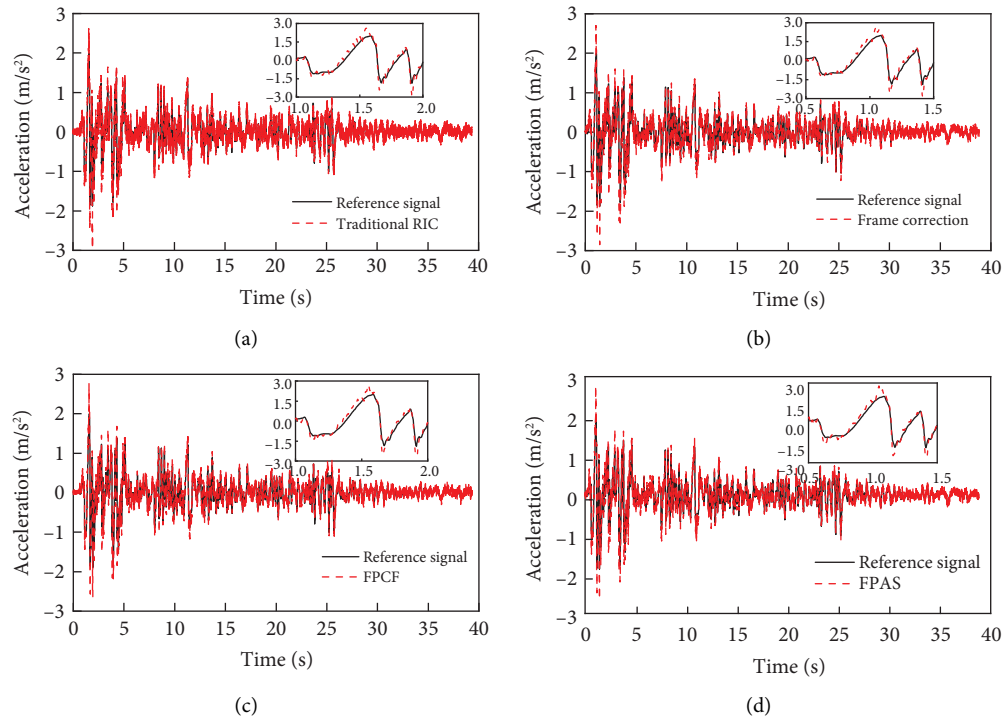 3
2
1
0
−1
−2
−3
Acceleration (m/s²)
3.0
1.5
0
−1.5
−3.0
1.0 1.5 2.0
Reference signal
Traditional RIC
0 5 10 15 20 25 30 35 40
Time (s)
(a)
3
2
1
0
−1
−2
−3
Acceleration (m/s²)
3.0
1.5
0
−1.5
−3.0
0.5 1.0 1.5
Reference signal
Frame correction
0 5 10 15 20 25 30 35 40
Time (s)
(b)
3
2
1
0
−1
−2
−3
Acceleration (m/s²)
3.0
1.5
0
−1.5
−3.0
1.0 1.5 2.0
Reference signal
FPCF
0 5 10 15 20 25 30 35 40
Time (s)
(c)
3
2
1
0
−1
−2
−3
Acceleration (m/s²)
3.0
1.5
0.0
−1.5
−3.0
0.5 1.0 1.5
Reference signal
FPAS
0 5 10 15 20 25 30 35 40
Time (s)
(d)